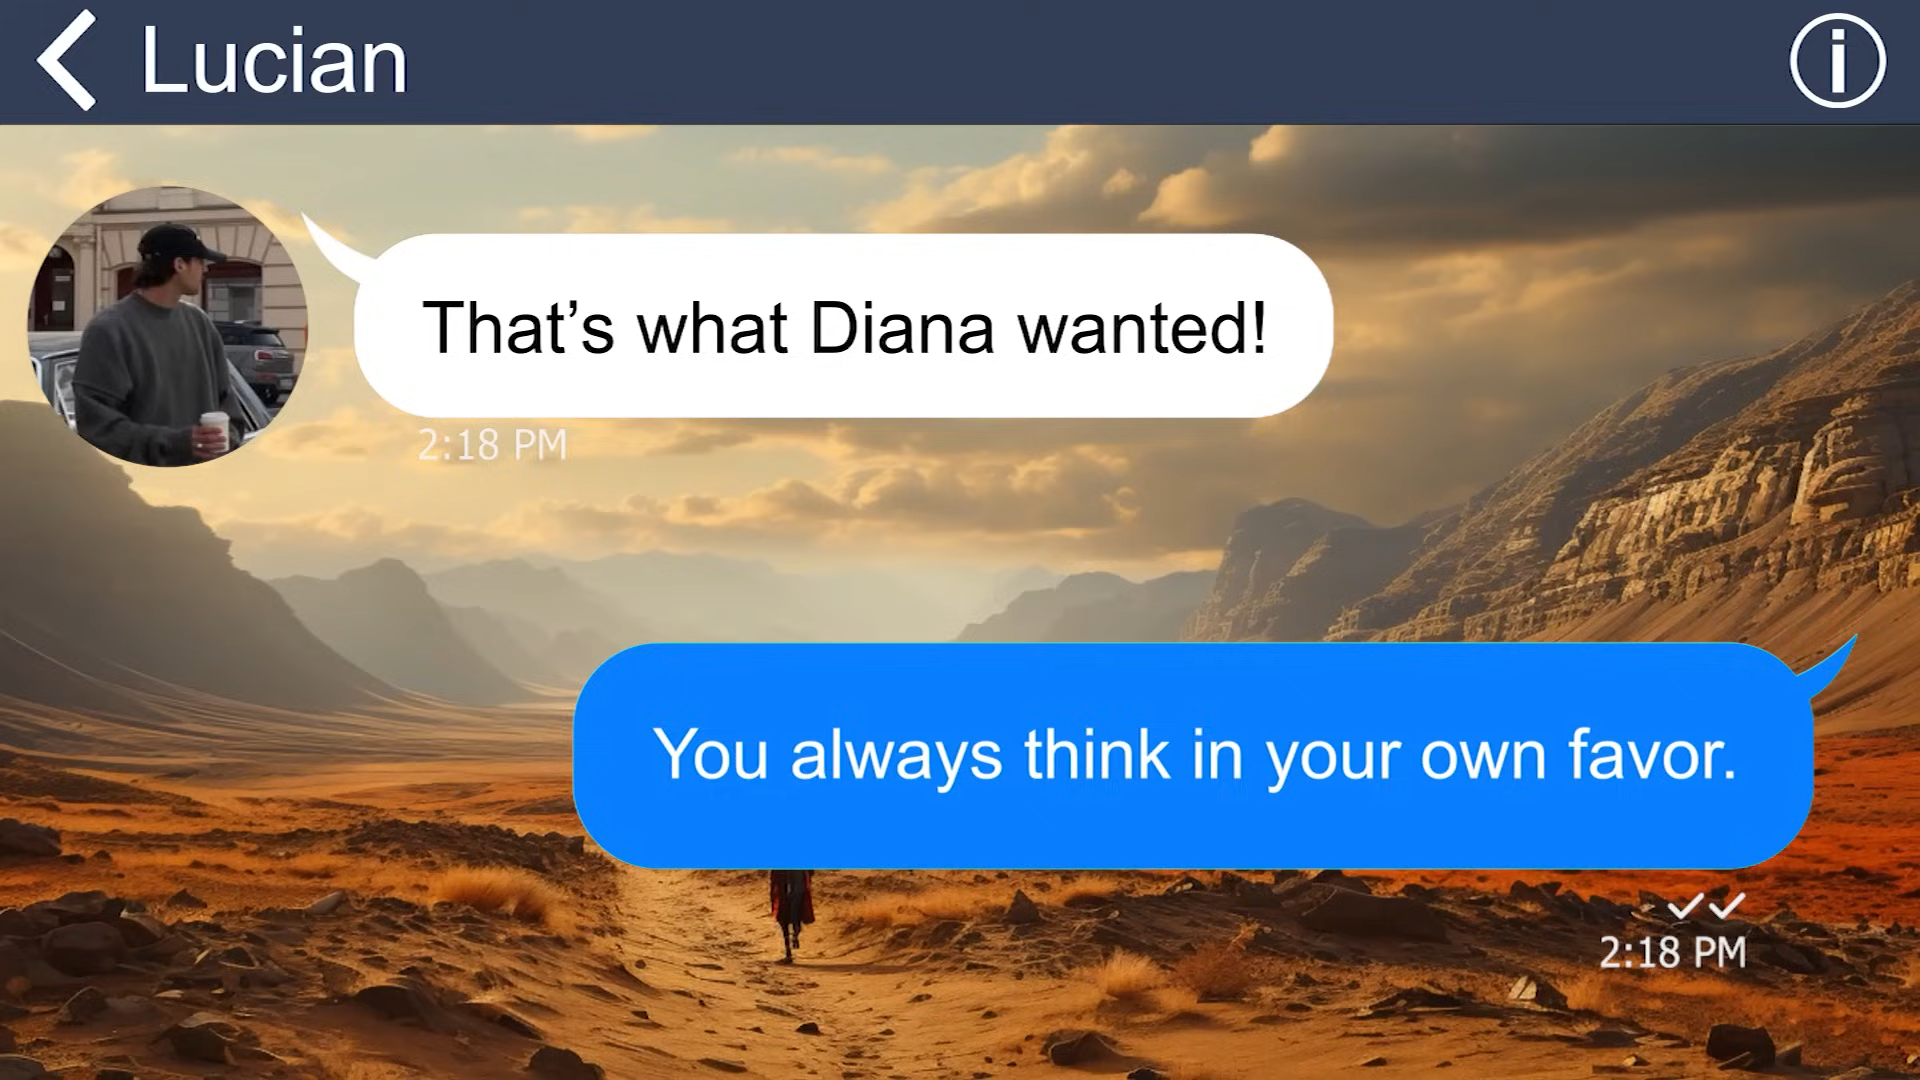 Lucian
That’s what Diana wanted!
2:18 PM
You always think in your own favor.
2:18 PM